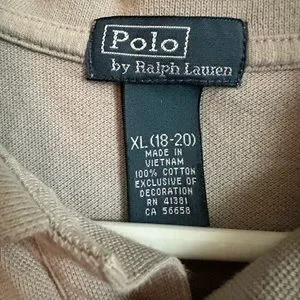 Polo
by Ralph Lauren
XL (18-20)
MADE IN
VIETNAM
100% COTTON
EXCLUSIVE OF
DECORATION
RN 41381
CA 56658